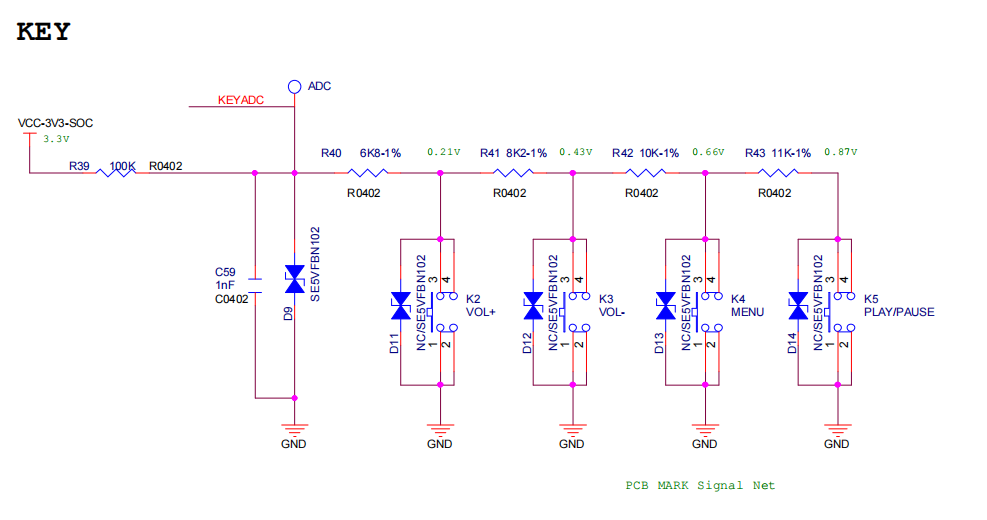 KEY
ADC
KEYADC
VCC-3V3-SOC
3.3V
R39 100K R0402
R40 6K8-1% 0.21V R41 8K2-1% 0.43V R42 10K-1% 0.66V R43 11K-1% 0.87V
R0402 R0402 R0402 R0402
C59
1nF
C0402
SE5VFBN102
D9
D11
NC/SE5VFBN102
3 4
1 2
K2
VOL+
D12
NC/SE5VFBN102
3 4
1 2
K3
VOL-
D13
NC/SE5VFBN102
3 4
1 2
K4
MENU
D14
NC/SE5VFBN102
3 4
1 2
K5
PLAY/PAUSE
GND GND GND GND GND
PCB MARK Signal Net